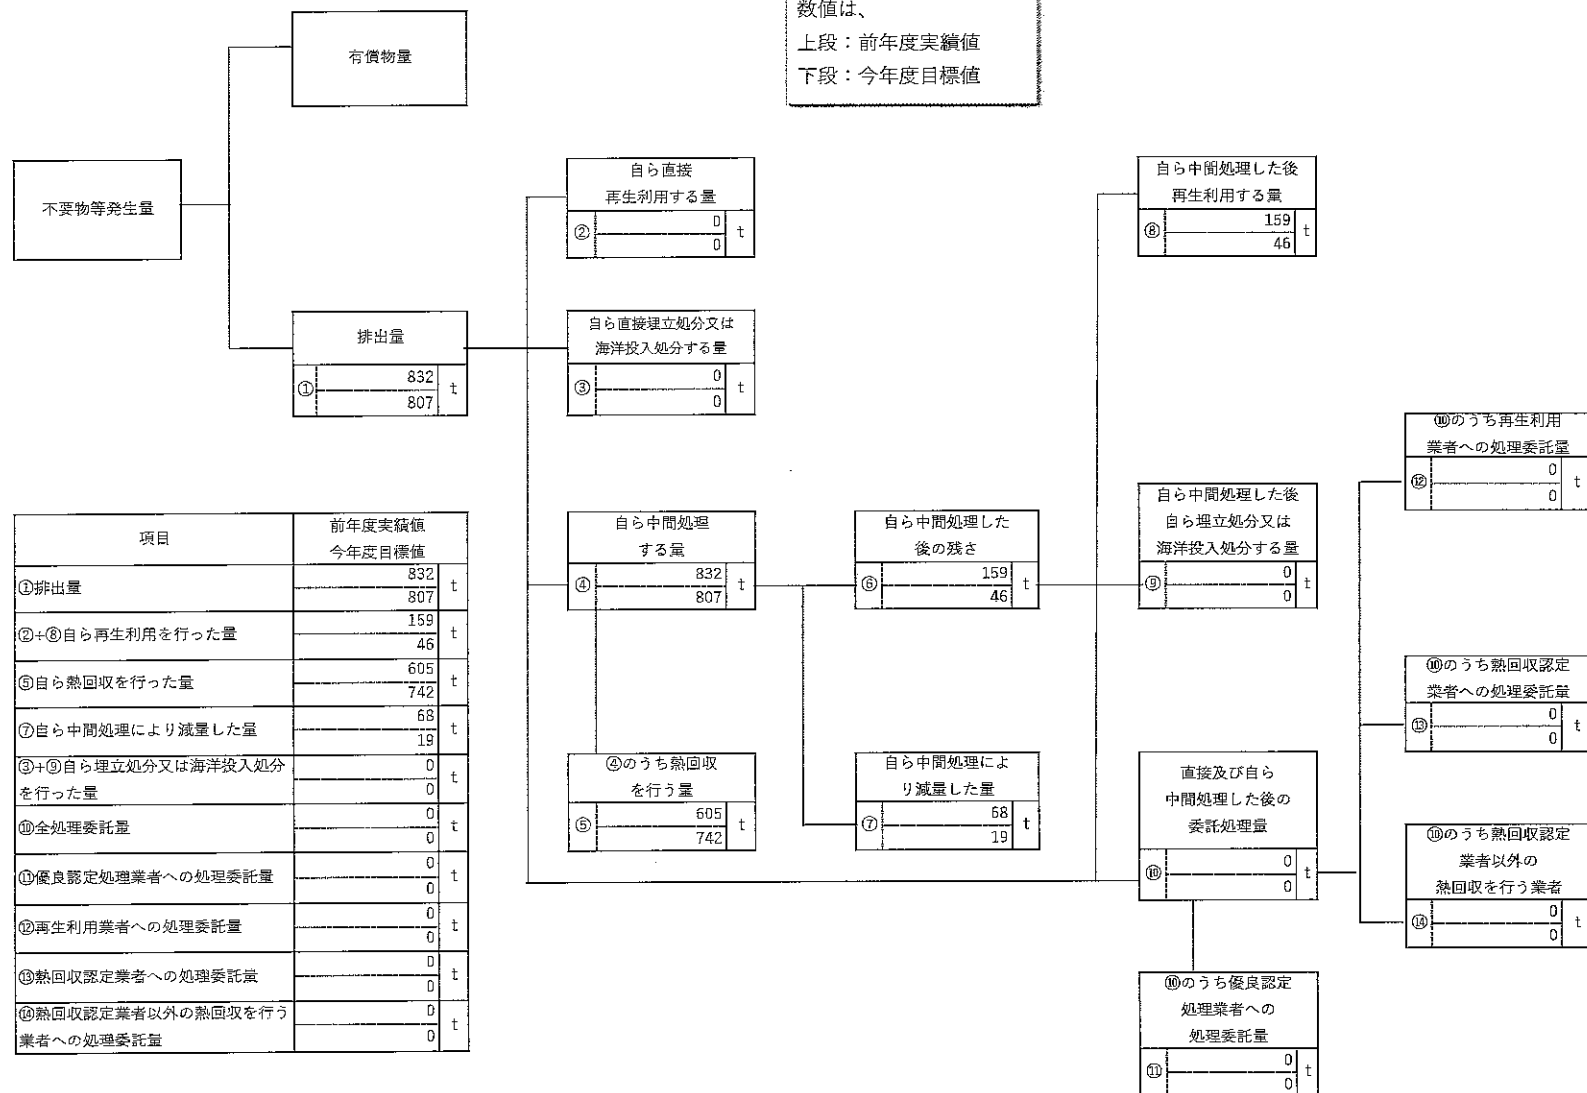 数値は、
上段：前年度実績値
下段：今年度目標値
有償物量
不要物等発生量
排出量
① 832 t
807
自ら直接
再生利用する量
② 0 t
0
自ら直接埋立処分又は
海洋投入処分する量
③ 0 t
0
自ら中間処理
する量
④ 832 t
807
④のうち熱回収
を行う量
⑤ 605 t
742
自ら中間処理した
後の残さ
⑥ 159 t
46
自ら中間処理によ
り減量した量
⑦ 68 t
19
自ら中間処理した後
再生利用する量
⑧ 159 t
46
自ら中間処理した後
自ら埋立処分又は
海洋投入処分する量
⑨ 0 t
0
直接及び自ら
中間処理した後の
委託処理量
⑩ 0 t
0
⑩のうち優良認定
処理業者への
処理委託量
⑪ 0 t
0
⑩のうち再生利用
業者への処理委託量
⑫ 0 t
0
⑩のうち熱回収認定
業者への処理委託量
⑬ 0 t
0
⑩のうち熱回収認定
業者以外の
熱回収を行う業者
⑭ 0 t
0
項目 前年度実績値
今年度目標値
①排出量 832 t
807
②+⑧自ら再生利用を行った量 159 t
46
⑤自ら熱回収を行った量 605 t
742
⑦自ら中間処理により減量した量 68 t
19
③+⑨自ら埋立処分又は海洋投入処分 0 t
を行った量 0
⑩全処理委託量 0 t
0
⑪優良認定処理業者への処理委託量 0 t
0
⑫再生利用業者への処理委託量 0 t
0
⑬熱回収認定業者への処理委託量 0 t
0
⑭熱回収認定業者以外の熱回収を行う 0 t
業者への処理委託量 0